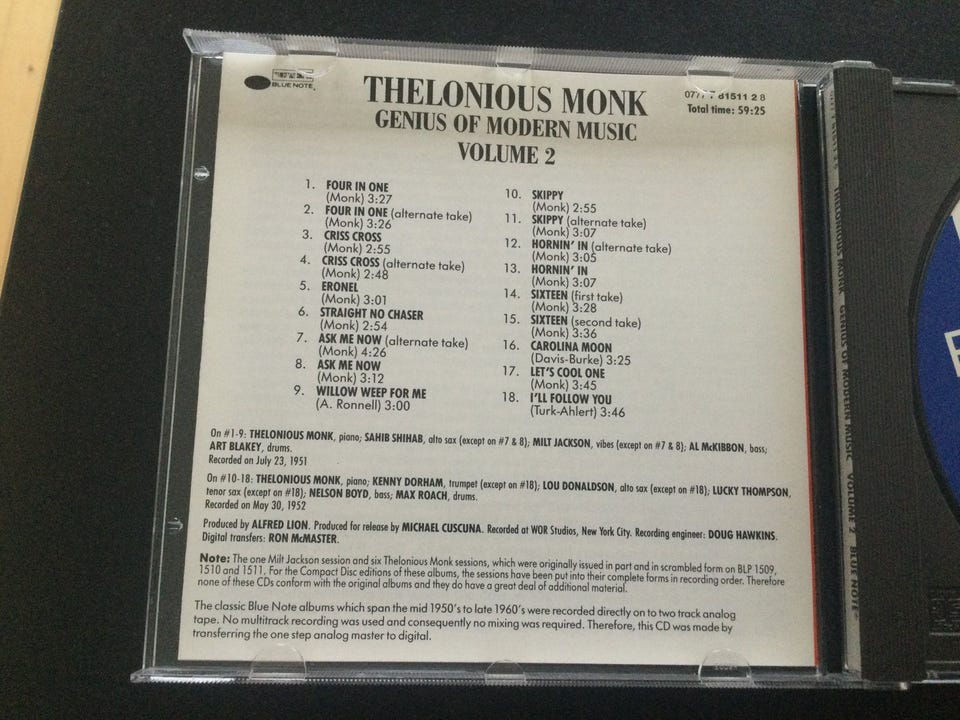 BLUE NOTE.
THELONIOUS MONK
GENIUS OF MODERN MUSIC
VOLUME 2
0777 7 81511 2 8
Total time: 59:25
1. FOUR IN ONE
(Monk) 3:27
2. FOUR IN ONE (alternate take)
(Monk) 3:26
3. CRISS CROSS
(Monk) 2:55
4. CRISS CROSS (alternate take)
(Monk) 2:48
5. ERONEL
(Monk) 3:01
6. STRAIGHT NO CHASER
(Monk) 2:54
7. ASK ME NOW (alternate take)
(Monk) 4:26
8. ASK ME NOW
(Monk) 3:12
9. WILLOW WEEP FOR ME
(A. Ronnell) 3:00
10. SKIPPY
(Monk) 2:55
11. SKIPPY (alternate take)
(Monk) 3:07
12. HORNIN' IN (alternate take)
(Monk) 3:05
13. HORNIN' IN
(Monk) 3:07
14. SIXTEEN (first take)
(Monk) 3:28
15. SIXTEEN (second take)
(Monk) 3:36
16. CAROLINA MOON
(Davis-Burke) 3:25
17. LET'S COOL ONE
(Monk) 3:45
18. I'LL FOLLOW YOU
(Turk-Ahlert) 3:46
On #1-9: THELONIOUS MONK, piano; SAHIB SHIHAB, alto sax (except on #7 & 8); MILT JACKSON, vibes (except on #7 & 8); AL McKIBBON, bass;
ART BLAKEY, drums.
Recorded on July 23, 1951
On #10-18: THELONIOUS MONK, piano; KENNY DORHAM, trumpet (except on #18); LOU DONALDSON, alto sax (except on #18); LUCKY THOMPSON,
tenor sax (except on #18); NELSON BOYD, bass; MAX ROACH, drums.
Recorded on May 30, 1952
Produced by ALFRED LION. Produced for release by MICHAEL CUSCUNA. Recorded at WOR Studios, New York City. Recording engineer: DOUG HAWKINS.
Digital transfers: RON McMASTER.
Note: The one Milt Jackson session and six Thelonious Monk sessions, which were originally issued in part and in scrambled form on BLP 1509,
1510 and 1511. For the Compact Disc editions of these albums, the sessions have been put into their complete forms in recording order. Therefore
none of these CDs conform with the original albums and they do have a great deal of additional material.
The classic Blue Note albums which span the mid 1950's to late 1960's were recorded directly on to two track analog
tape. No multitrack recording was used and consequently no mixing was required. Therefore, this CD was made by
transferring the one step analog master to digital.
THELONIOUS MONK GENIUS OF MODERN MUSIC VOLUME 2 BLUE NOTE